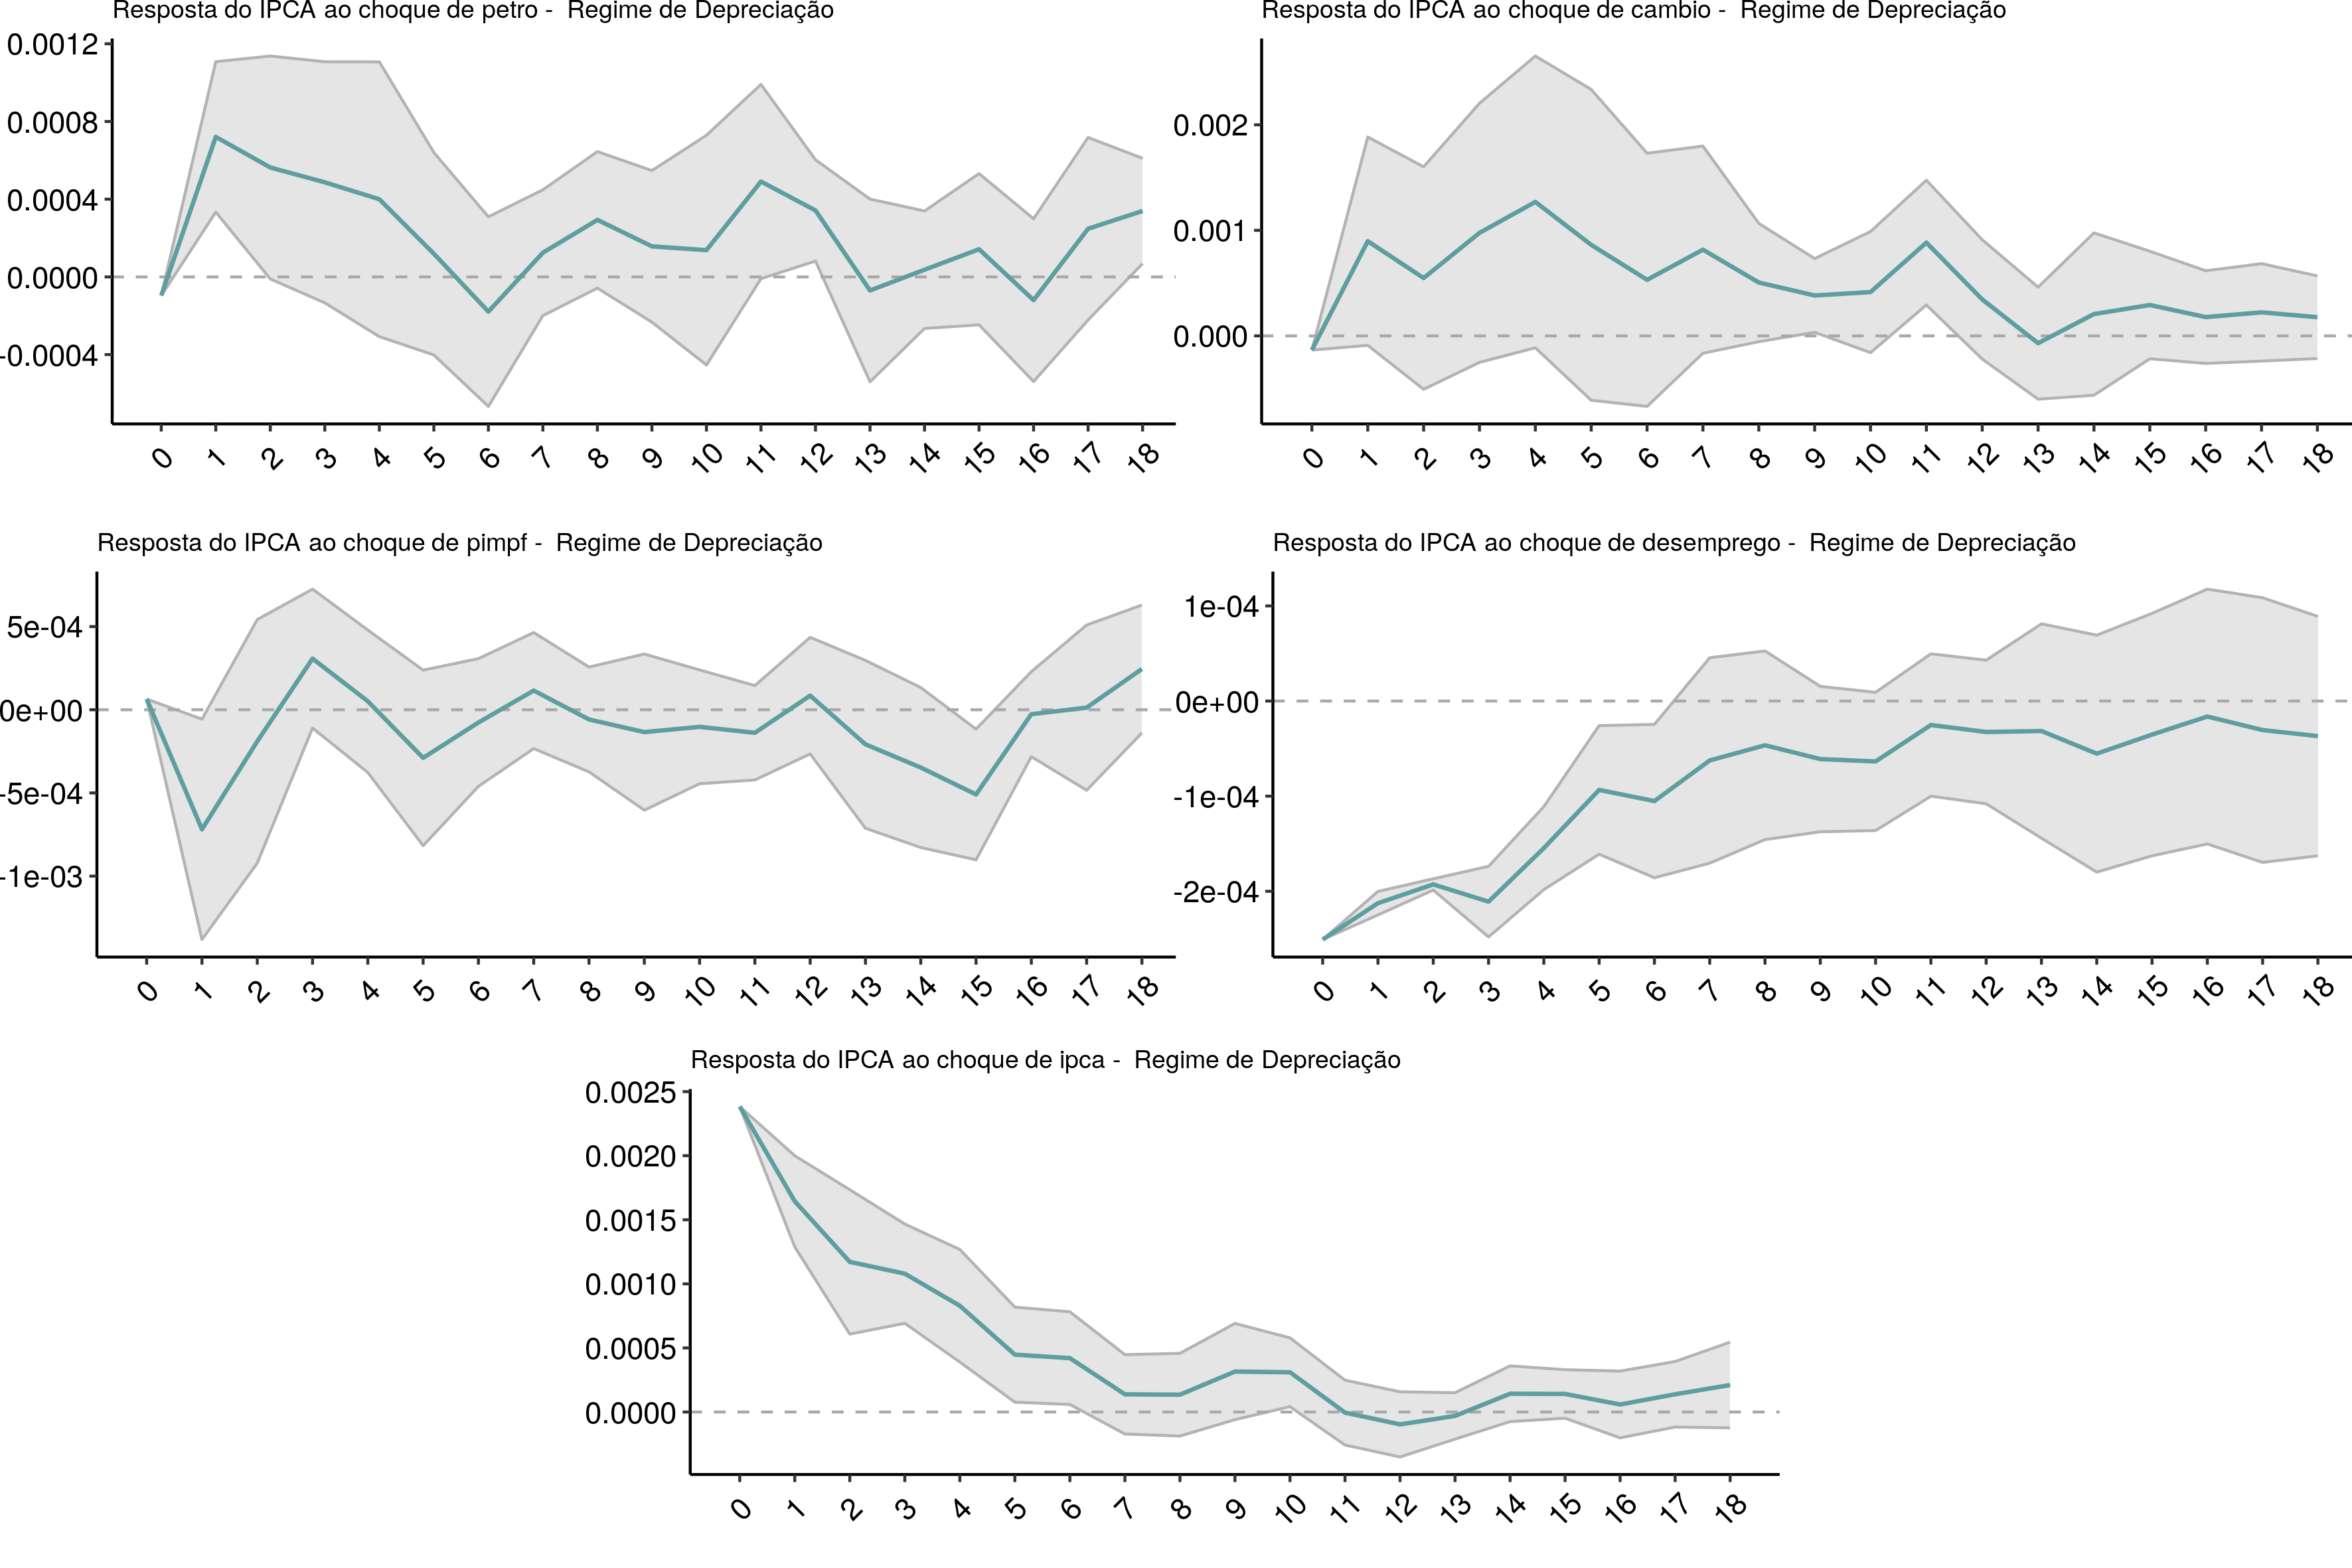 Resposta do IPCA ao choque de petro -  Regime de Depreciação
0.0012
0.0008
0.0004
0.0000
-0.0004
0 1 2 3 4 5 6 7 8 9 10 11 12 13 14 15 16 17 18
Resposta do IPCA ao choque de cambio -  Regime de Depreciação
0.002
0.001
0.000
0 1 2 3 4 5 6 7 8 9 10 11 12 13 14 15 16 17 18
Resposta do IPCA ao choque de pimpf -  Regime de Depreciação
5e-04
0e+00
-5e-04
-1e-03
0 1 2 3 4 5 6 7 8 9 10 11 12 13 14 15 16 17 18
Resposta do IPCA ao choque de desemprego -  Regime de Depreciação
1e-04
0e+00
-1e-04
-2e-04
0 1 2 3 4 5 6 7 8 9 10 11 12 13 14 15 16 17 18
Resposta do IPCA ao choque de ipca -  Regime de Depreciação
0.0025
0.0020
0.0015
0.0010
0.0005
0.0000
0 1 2 3 4 5 6 7 8 9 10 11 12 13 14 15 16 17 18